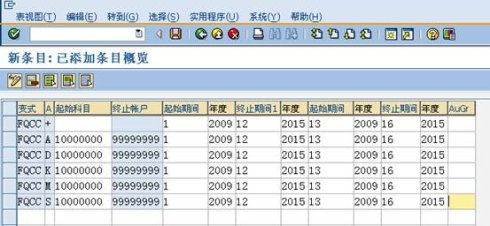 表视图(T) 编辑(E) 转到(G) 选择(S) 实用程序(U) 系统(Y) 帮助(H)
新条目: 已添加条目概览
变式 A 起始科目 终止帐户 起始期间 年度 终止期间1 年度 起始期间 年度 终止期间 年度 AuGr
FQCC + 1 2009 12 2015 13 2009 16 2015
FQCC A 10000000 99999999 1 2009 12 2015 13 2009 16 2015
FQCC D 10000000 99999999 1 2009 12 2015 13 2009 16 2015
FQCC K 10000000 99999999 1 2009 12 2015 13 2009 16 2015
FQCC M 10000000 99999999 1 2009 12 2015 13 2009 16 2015
FQCC S 10000000 99999999 1 2009 12 2015 13 2009 16 2015